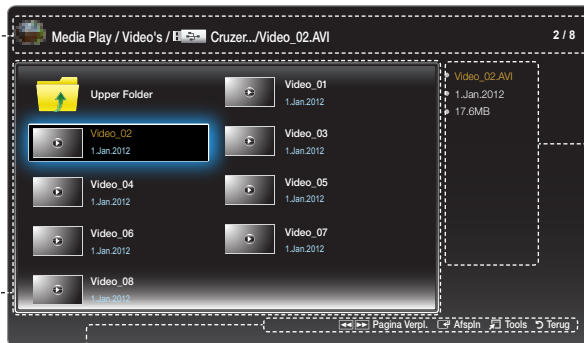 Media Play / Video's / Cruzer.../Video_02.AVI
2 / 8
Upper Folder
Video_01
1.Jan.2012
Video_02
1.Jan.2012
Video_03
1.Jan.2012
Video_04
1.Jan.2012
Video_05
1.Jan.2012
Video_06
1.Jan.2012
Video_07
1.Jan.2012
Video_08
1.Jan.2012
Video_02.AVI
1.Jan.2012
17.6MB
Pagina Verpl. Afspln Tools Terug